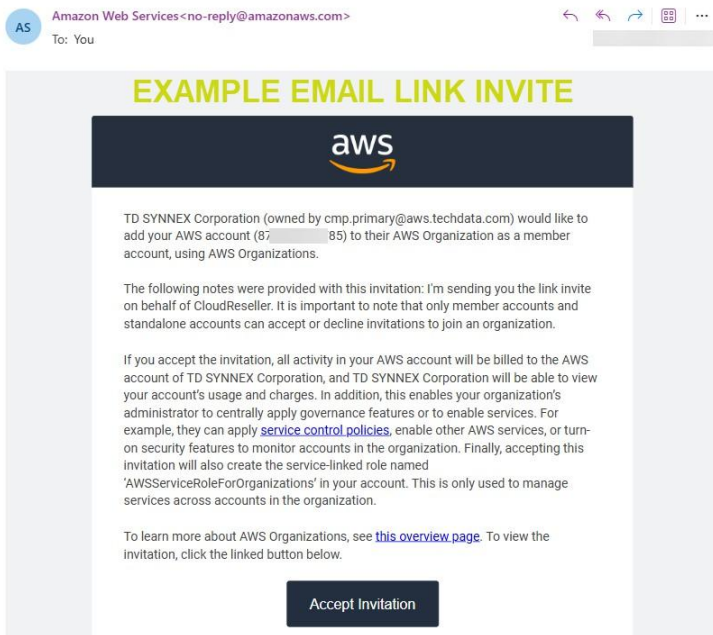 AS
Amazon Web Services<no-reply@amazonaws.com>
To: You
EXAMPLE EMAIL LINK INVITE
aws
TD SYNNEX Corporation (owned by cmp.primary@aws.techdata.com) would like to
add your AWS account (87 85) to their AWS Organization as a member
account, using AWS Organizations.
The following notes were provided with this invitation: I'm sending you the link invite
on behalf of CloudReseller. It is important to note that only member accounts and
standalone accounts can accept or decline invitations to join an organization.
If you accept the invitation, all activity in your AWS account will be billed to the AWS
account of TD SYNNEX Corporation, and TD SYNNEX Corporation will be able to view
your account's usage and charges. In addition, this enables your organization's
administrator to centrally apply governance features or to enable services. For
example, they can apply service control policies, enable other AWS services, or turn-
on security features to monitor accounts in the organization. Finally, accepting this
invitation will also create the service-linked role named
'AWSServiceRoleForOrganizations' in your account. This is only used to manage
services across accounts in the organization.
To learn more about AWS Organizations, see this overview page. To view the
invitation, click the linked button below.
Accept Invitation